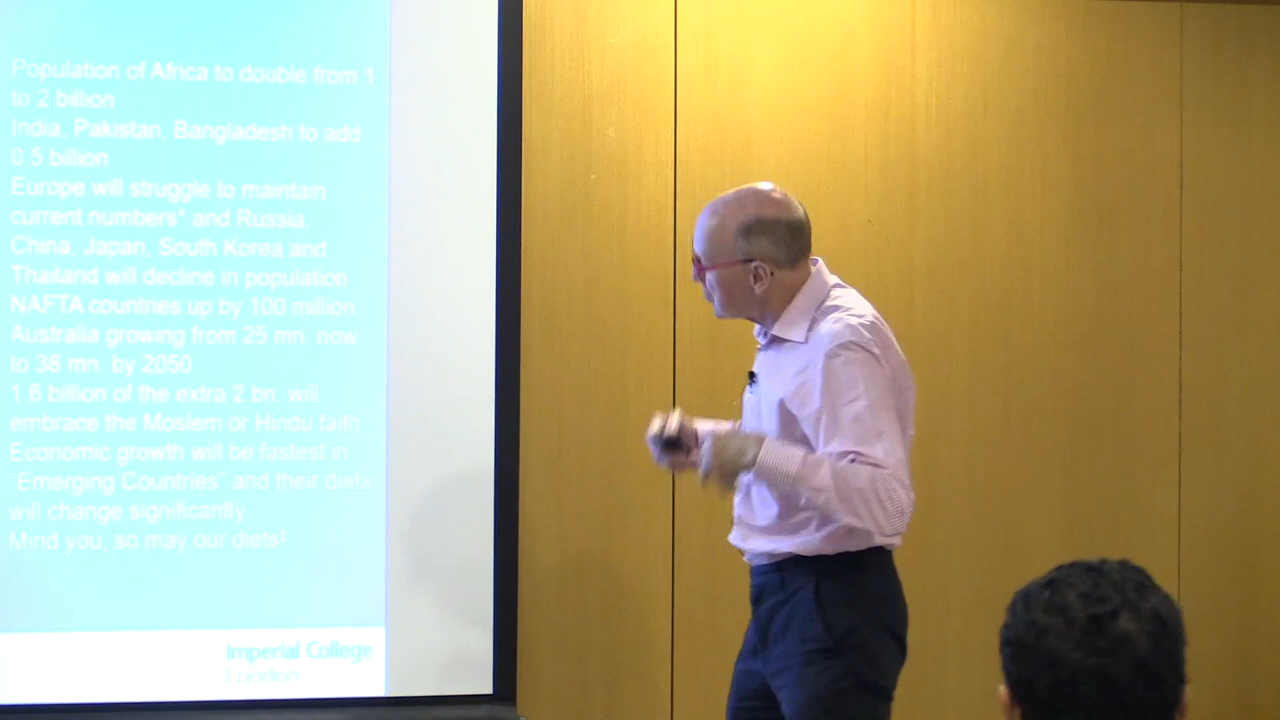 Population of Africa to double from 1
to 2 billion
India, Pakistan, Bangladesh to add
0.5 billion
Europe will struggle to maintain
current numbers* and Russia,
China, Japan, South Korea and
Thailand will decline in population
NAFTA countries up by 100 million
Australia growing from 25 mn. now
to 38 mn. by 2050
1.6 billion of the extra 2 bn. will
embrace the Moslem or Hindu faith
Economic growth will be fastest in
"Emerging Countries" and their diets
will change significantly
Mind you, so may our diets!
Imperial College
London